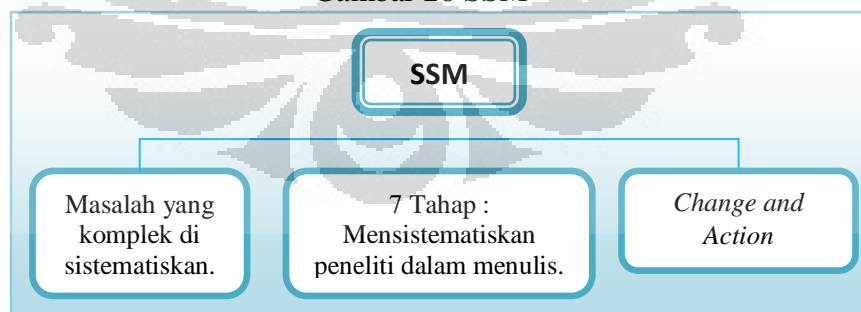 SSM
Masalah yang
komplek di
sistematiskan.
7 Tahap :
Mensistematiskan
peneliti dalam menulis.
Change and
Action